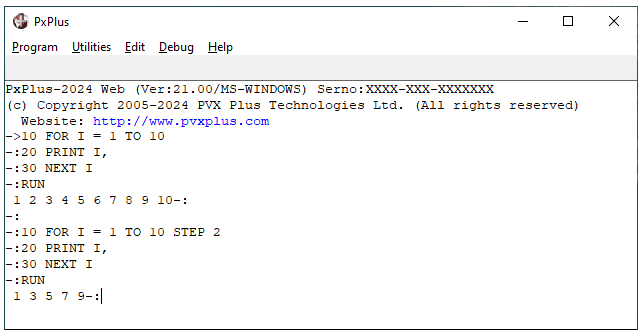 PxPlus
Program Utilities Edit Debug Help
PxPlus-2024 Web (Ver:21.00/MS-WINDOWS) Serno:XXXX-XXX-XXXXXXX
(c) Copyright 2005-2024 PVX Plus Technologies Ltd. (All rights reserved)
Website: http://www.pvxplus.com
->10 FOR I = 1 TO 10
-:20 PRINT I,
-:30 NEXT I
-:RUN
1 2 3 4 5 6 7 8 9 10-:
-:
-:10 FOR I = 1 TO 10 STEP 2
-:20 PRINT I,
-:30 NEXT I
-:RUN
1 3 5 7 9-: